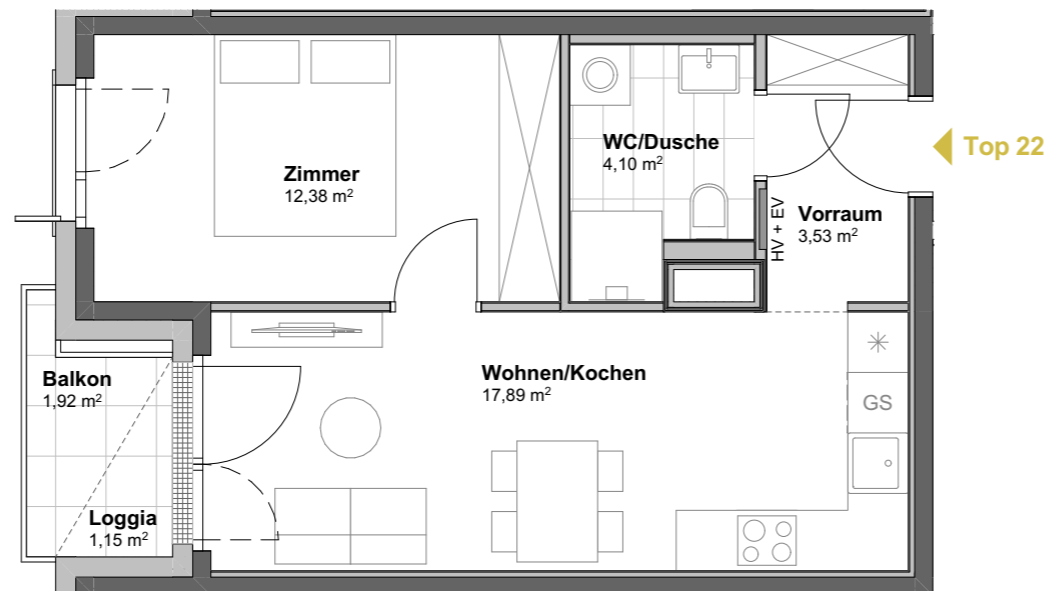 Zimmer
12,38 m²
WC/Dusche
4,10 m²
Top 22
HV + EV
Vorraum
3,53 m²
Balkon
1,92 m²
Wohnen/Kochen
17,89 m²
GS
Loggia
1,15 m²